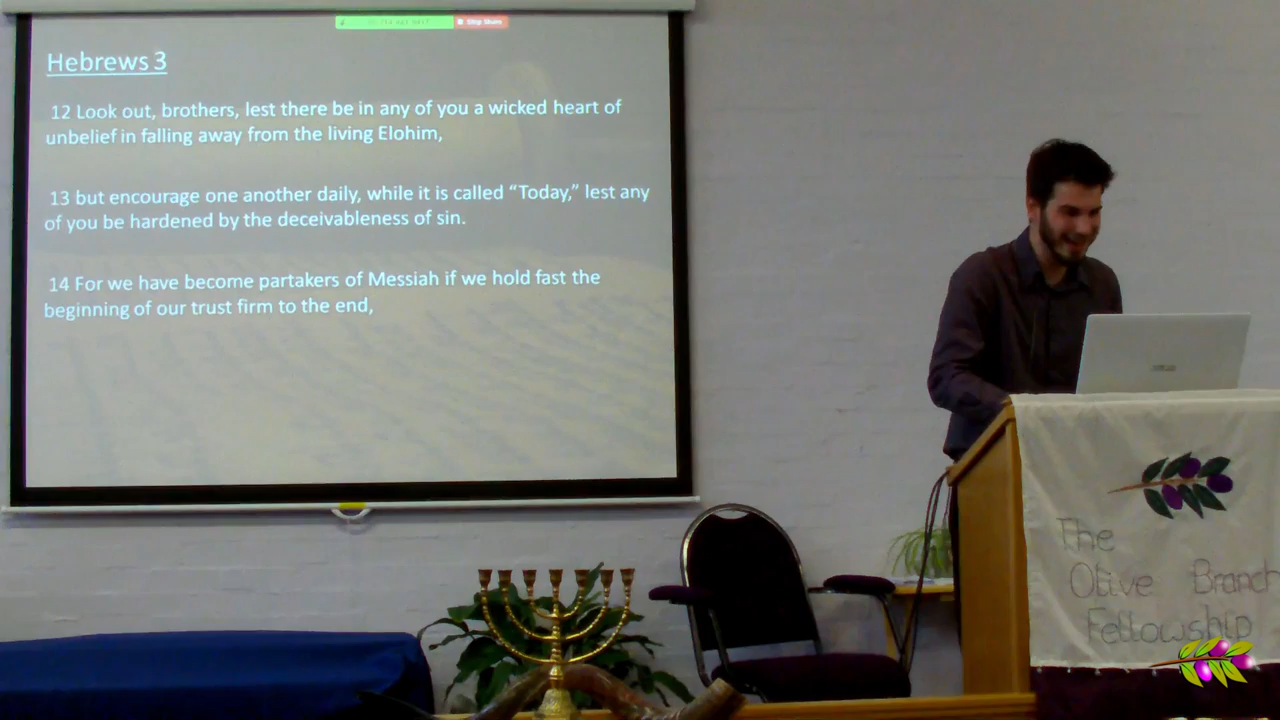 Stop Share
Hebrews 3
12 Look out, brothers, lest there be in any of you a wicked heart of
unbelief in falling away from the living Elohim,
13 but encourage one another daily, while it is called “Today,” lest any
of you be hardened by the deceivableness of sin.
14 For we have become partakers of Messiah if we hold fast the
beginning of our trust firm to the end,
The
Olive Branch
Fellowship